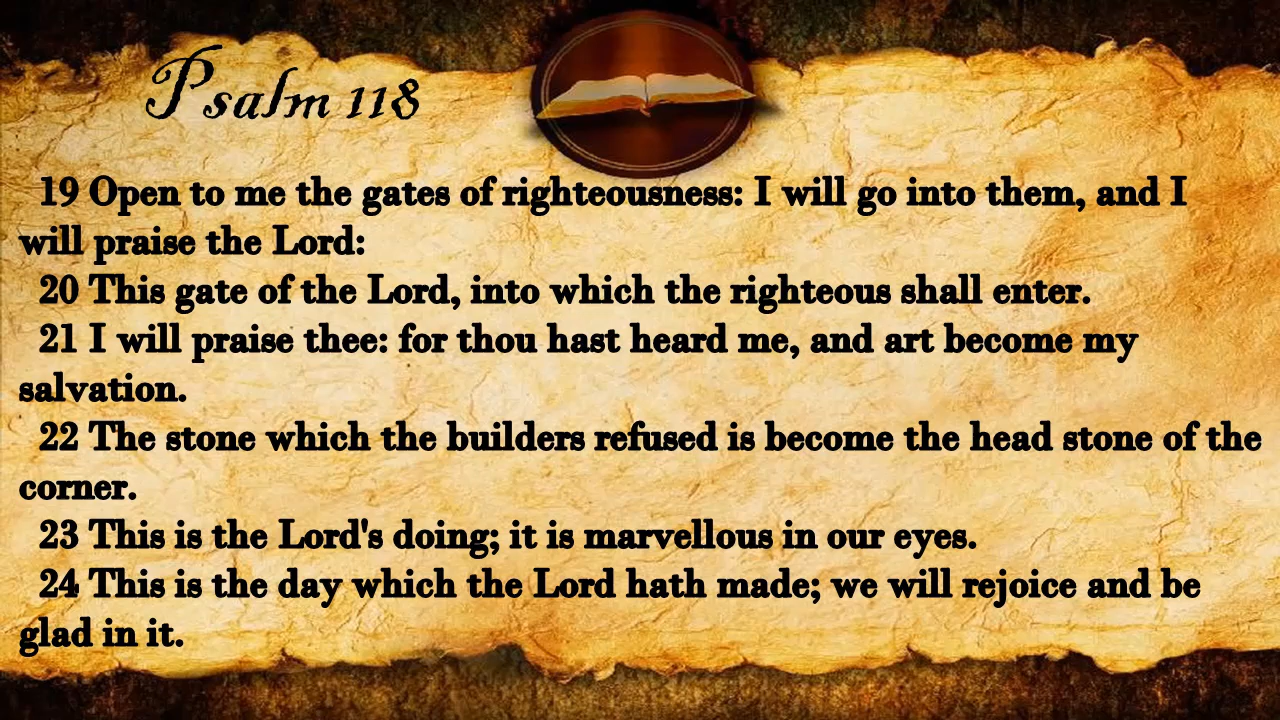 Psalm 118
19 Open to me the gates of righteousness: I will go into them, and I
will praise the Lord:
20 This gate of the Lord, into which the righteous shall enter.
21 I will praise thee: for thou hast heard me, and art become my
salvation.
22 The stone which the builders refused is become the head stone of the
corner.
23 This is the Lord's doing; it is marvellous in our eyes.
24 This is the day which the Lord hath made; we will rejoice and be
glad in it.